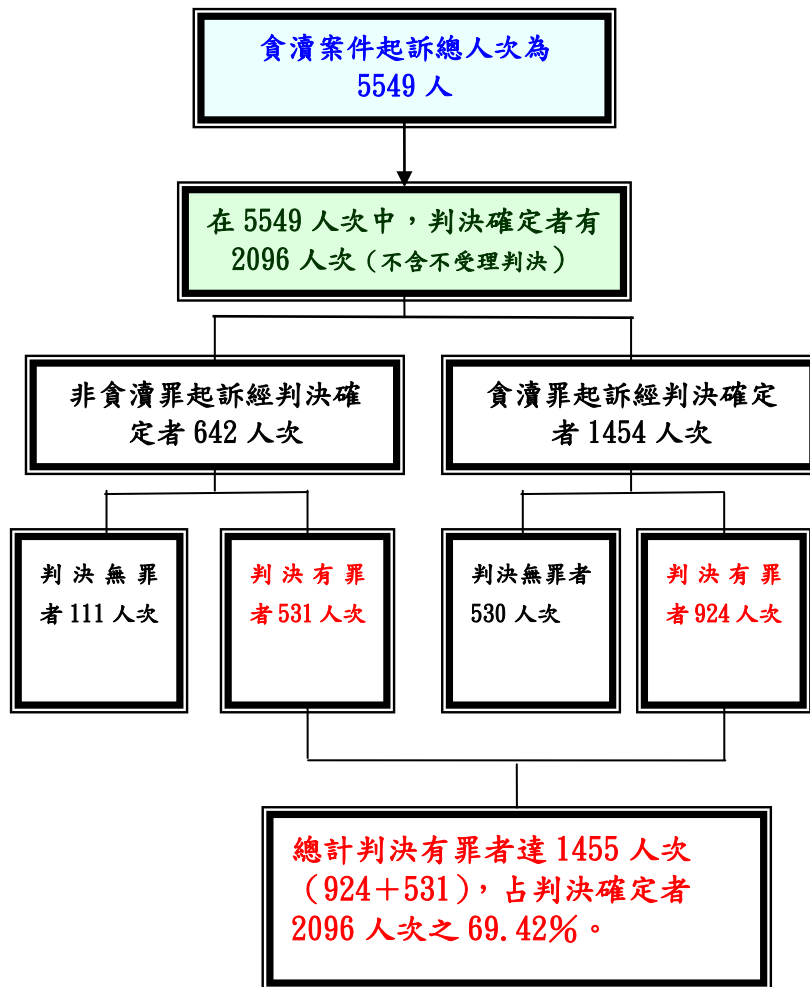 貪瀆案件起訴總人次為
5549 人
在 5549 人次中，判決確定者有
2096 人次（不含不受理判決）
非貪瀆罪起訴經判決確
定者 642 人次
貪瀆罪起訴經判決確定
者 1454 人次
判決無罪
者 111 人次
判決有罪
者 531 人次
判決無罪者
530 人次
判決有罪
者 924 人次
總計判決有罪者達 1455 人次
（924＋531），占判決確定者
2096 人次之 69.42％。